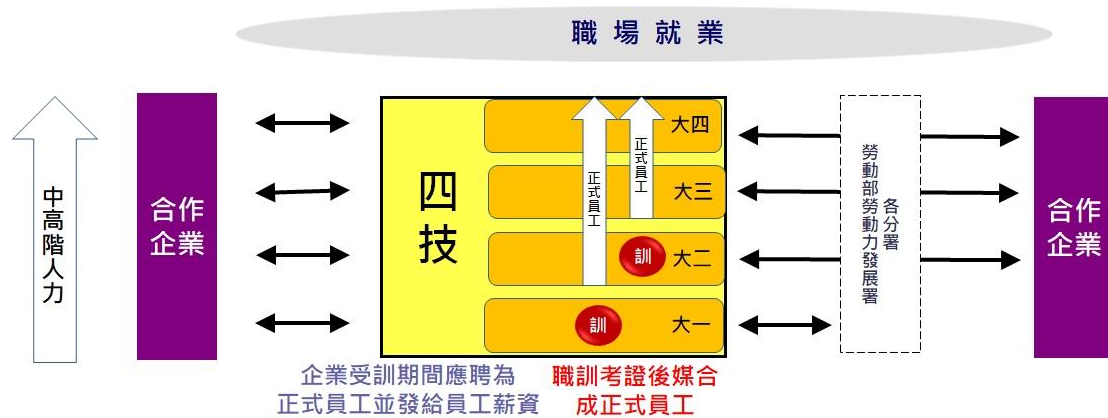 職場就業
中高階人力
合作
企業
四技
大四
大三
大二
大一
正式員工
正式員工
訓
訓
各分署
勞動部勞動力發展署
合作
企業
企業受訓期間應聘為
正式員工並發給員工薪資
職訓考證後媒合
成正式員工